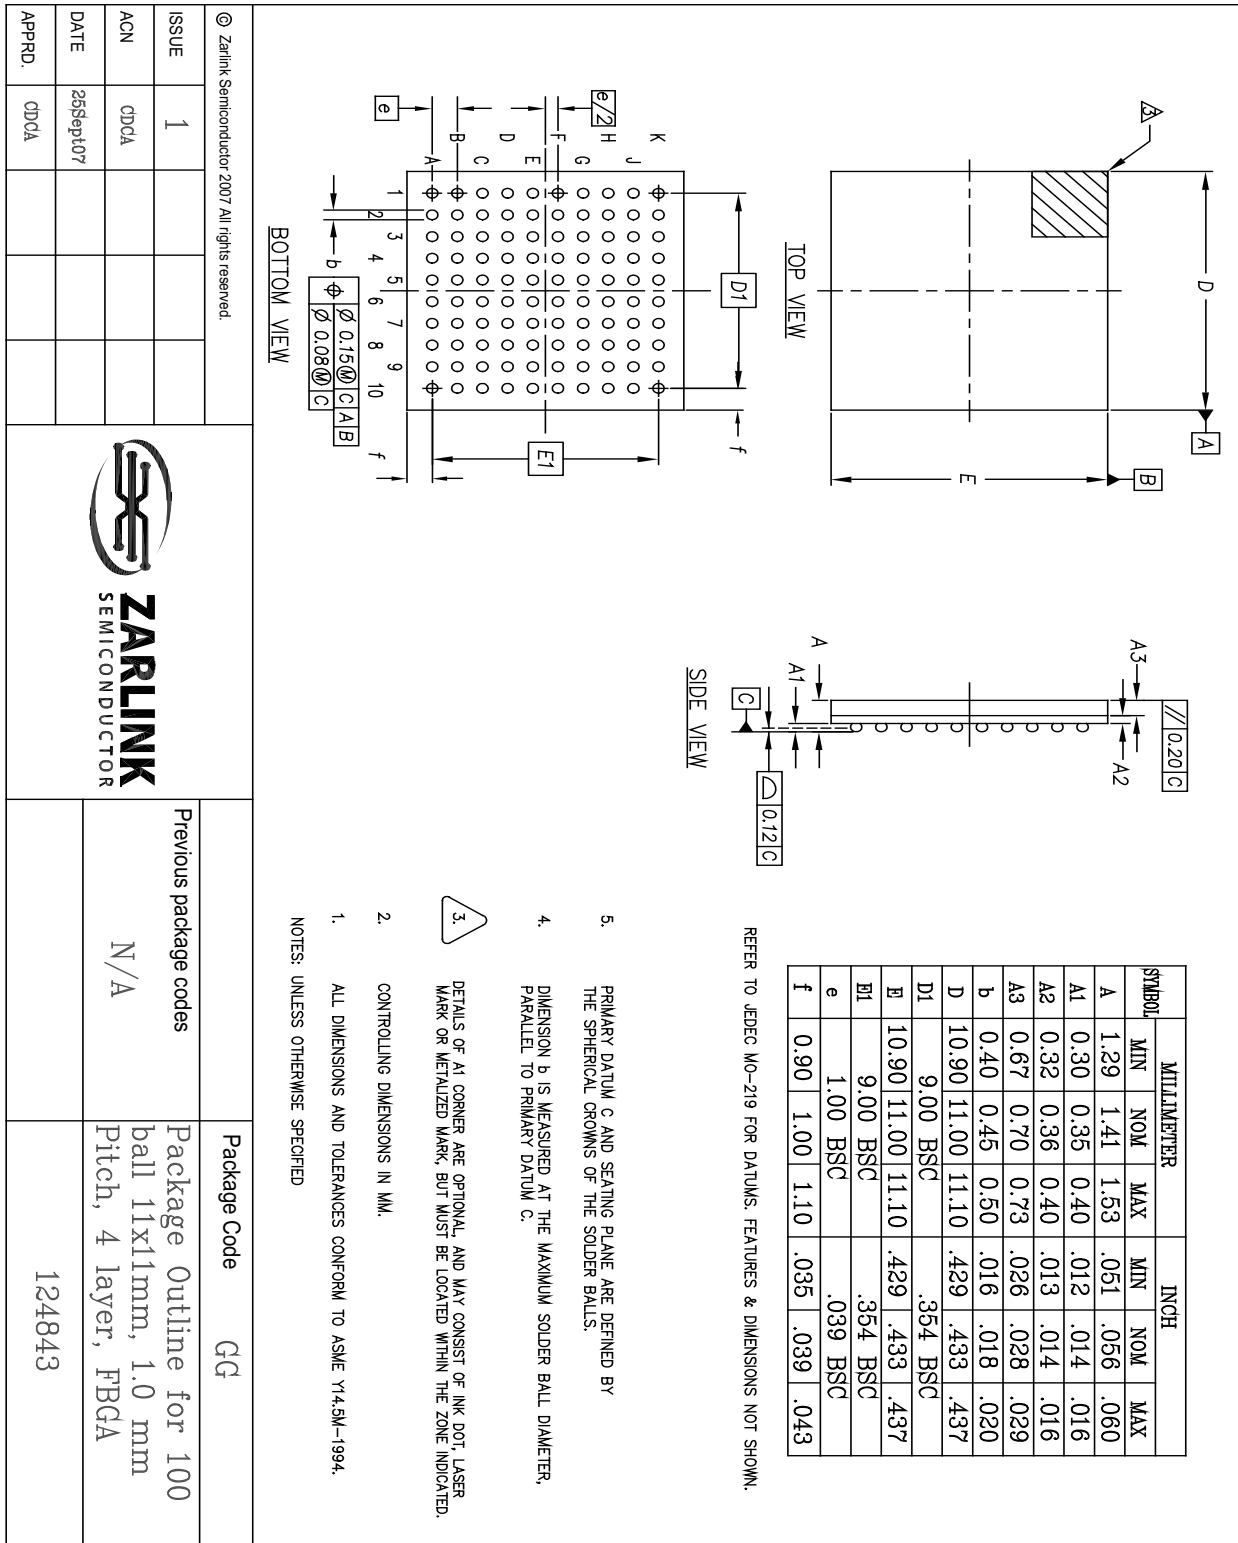 TOP VIEW
D
E
A
B
3
BOTTOM VIEW
e
e/2
A B C D E F G H J K
1 2 3 4 5 6 7 8 9 10
D1
E1
f
f
b
Ø 0.15 Ⓜ C A B
Ø 0.08 Ⓜ C
SIDE VIEW
A
A1
A2
A3
// 0.20 C
0.12 C
C
SYMBOL MILLIMETER INCH
MIN NOM MAX MIN NOM MAX
A 1.29 1.41 1.53 .051 .056 .060
A1 0.30 0.35 0.40 .012 .014 .016
A2 0.32 0.36 0.40 .013 .014 .016
A3 0.67 0.70 0.73 .026 .028 .029
b 0.40 0.45 0.50 .016 .018 .020
D 10.90 11.00 11.10 .429 .433 .437
D1 9.00 BSC .354 BSC
E 10.90 11.00 11.10 .429 .433 .437
E1 9.00 BSC .354 BSC
e 1.00 BSC .039 BSC
f 0.90 1.00 1.10 .035 .039 .043
REFER TO JEDEC MO-219 FOR DATUMS. FEATURES & DIMENSIONS NOT SHOWN.
5. PRIMARY DATUM C AND SEATING PLANE ARE DEFINED BY
THE SPHERICAL CROWNS OF THE SOLDER BALLS.
4. DIMENSION b IS MEASURED AT THE MAXIMUM SOLDER BALL DIAMETER,
PARALLEL TO PRIMARY DATUM C.
3. DETAILS OF A1 CORNER ARE OPTIONAL, AND MAY CONSIST OF INK DOT, LASER
MARK OR METALIZED MARK, BUT MUST BE LOCATED WITHIN THE ZONE INDICATED.
2. CONTROLLING DIMENSIONS IN MM.
1. ALL DIMENSIONS AND TOLERANCES CONFORM TO ASME Y14.5M-1994.
NOTES: UNLESS OTHERWISE SPECIFIED
© Zarlink Semiconductor 2007 All rights reserved.
ISSUE 1
ACN CDCA
DATE 25Sept07
APPRD. CDCA
ZARLINK
SEMICONDUCTOR
Previous package codes
N/A
Package Code GG
Package Outline for 100
ball 11x11mm, 1.0 mm
Pitch, 4 layer, FBGA
124843